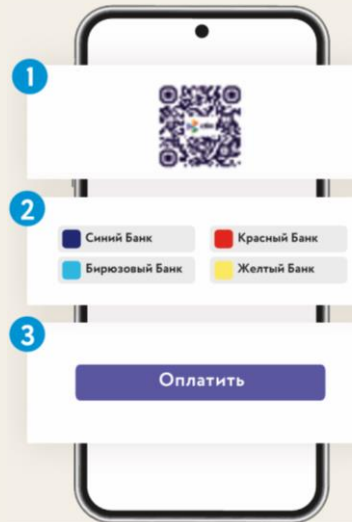 1
2
Синий Банк
Красный Банк
Бирюзовый Банк
Желтый Банк
3
Оплатить